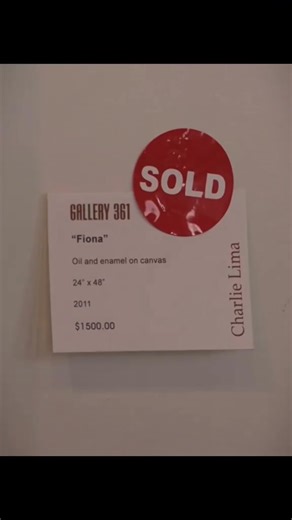 SOLD
GALLERY 361
“Fiona”
Oil and enamel on canvas
24" x 48"
2011
$1500.00
Charlie Lima